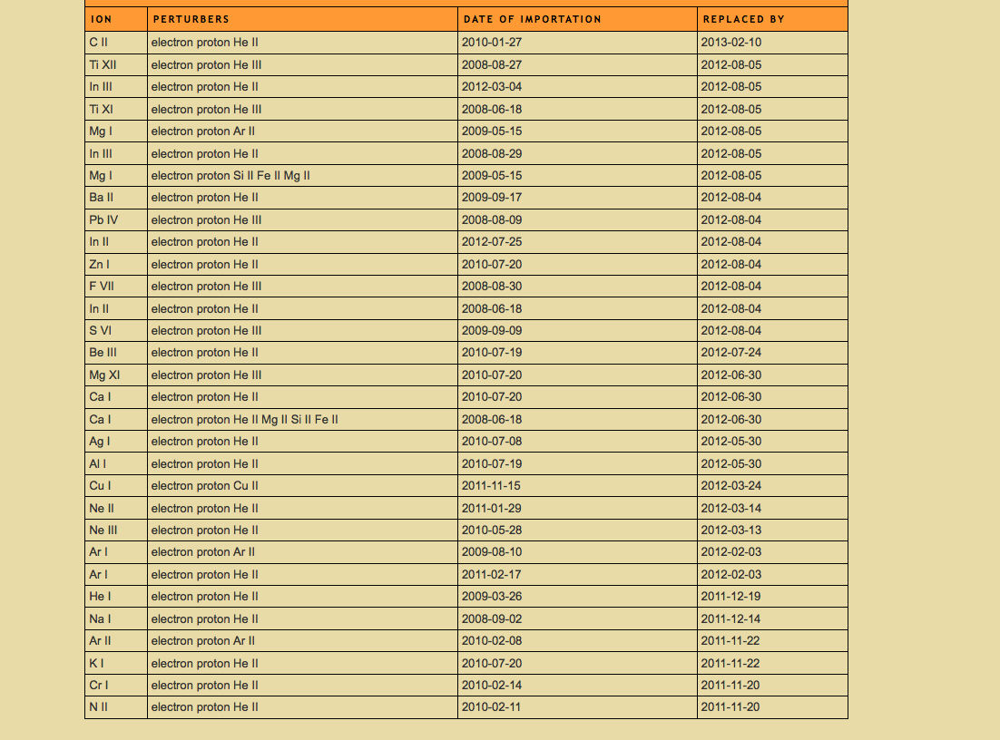 ION PERTURBERS DATE OF IMPORTATION REPLACED BY
C II electron proton He II 2010-01-27 2013-02-10
Ti XII electron proton He III 2008-08-27 2012-08-05
In III electron proton He II 2012-03-04 2012-08-05
Ti XI electron proton He III 2008-06-18 2012-08-05
Mg I electron proton Ar II 2009-05-15 2012-08-05
In III electron proton He II 2008-08-29 2012-08-05
Mg I electron proton Si II Fe II Mg II 2009-05-15 2012-08-05
Ba II electron proton He II 2009-09-17 2012-08-04
Pb IV electron proton He III 2008-08-09 2012-08-04
In II electron proton He II 2012-07-25 2012-08-04
Zn I electron proton He II 2010-07-20 2012-08-04
F VII electron proton He III 2008-08-30 2012-08-04
In II electron proton He II 2008-06-18 2012-08-04
S VI electron proton He III 2009-09-09 2012-08-04
Be III electron proton He II 2010-07-19 2012-07-24
Mg XI electron proton He III 2010-07-20 2012-06-30
Ca I electron proton He II 2010-07-20 2012-06-30
Ca I electron proton He II Mg II Si II Fe II 2008-06-18 2012-06-30
Ag I electron proton He II 2010-07-08 2012-05-30
Al I electron proton He II 2010-07-19 2012-05-30
Cu I electron proton Cu II 2011-11-15 2012-03-24
Ne II electron proton He II 2011-01-29 2012-03-14
Ne III electron proton He II 2010-05-28 2012-03-13
Ar I electron proton Ar II 2009-08-10 2012-02-03
Ar I electron proton He II 2011-02-17 2012-02-03
He I electron proton He II 2009-03-26 2011-12-19
Na I electron proton He II 2008-09-02 2011-12-14
Ar II electron proton Ar II 2010-02-08 2011-11-22
K I electron proton He II 2010-07-20 2011-11-22
Cr I electron proton He II 2010-02-14 2011-11-20
N II electron proton He II 2010-02-11 2011-11-20